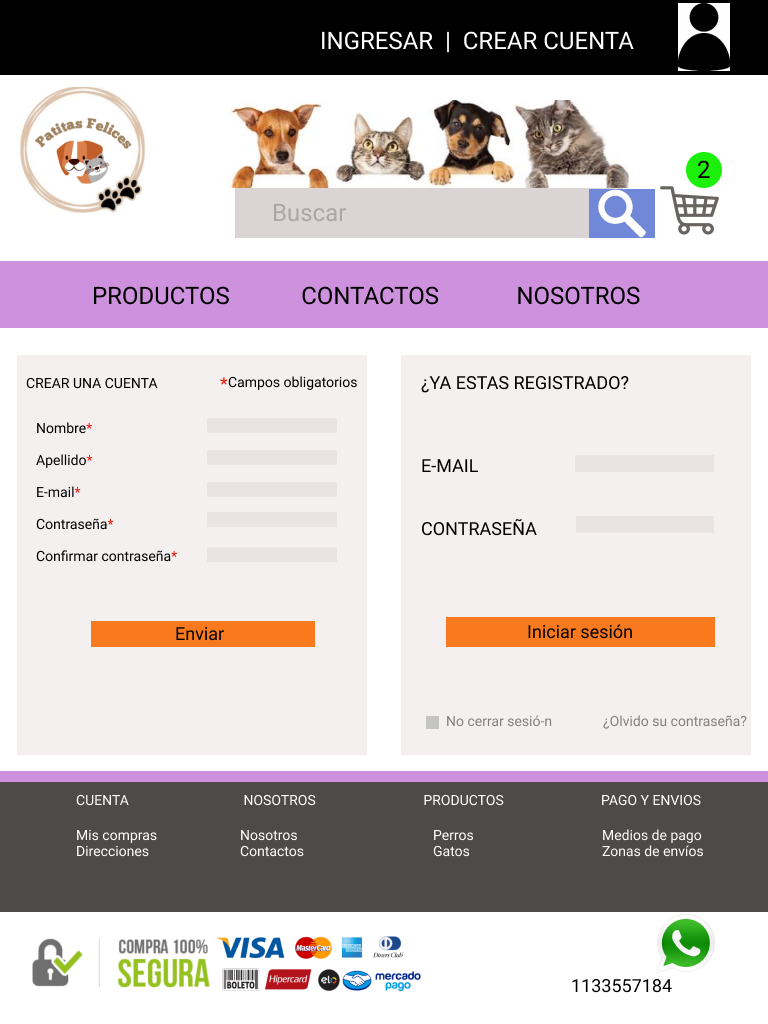 INGRESAR | CREAR CUENTA
Patitas Felices
2
Buscar
PRODUCTOS CONTACTOS NOSOTROS
CREAR UNA CUENTA *Campos obligatorios
Nombre*
Apellido*
E-mail*
Contraseña*
Confirmar contraseña*
Enviar
¿YA ESTAS REGISTRADO?
E-MAIL
CONTRASEÑA
Iniciar sesión
No cerrar sesió-n ¿Olvido su contraseña?
CUENTA NOSOTROS PRODUCTOS PAGO Y ENVIOS
Mis compras Nosotros Perros Medios de pago
Direcciones Contactos Gatos Zonas de envíos
COMPRA 100%
SEGURA
VISA MasterCard Diners Club
BOLETO Hipercard elo mercado
pago
1133557184